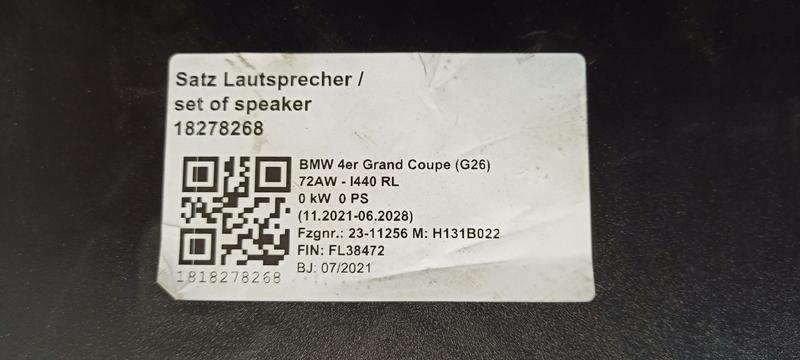 Satz Lautsprecher /
set of speaker
18278268
BMW 4er Grand Coupe (G26)
72AW - I440 RL
0 kW 0 PS
(11.2021-06.2028)
Fzgnr.: 23-11256 M: H131B022
FIN: FL38472
BJ: 07/2021
1818278268